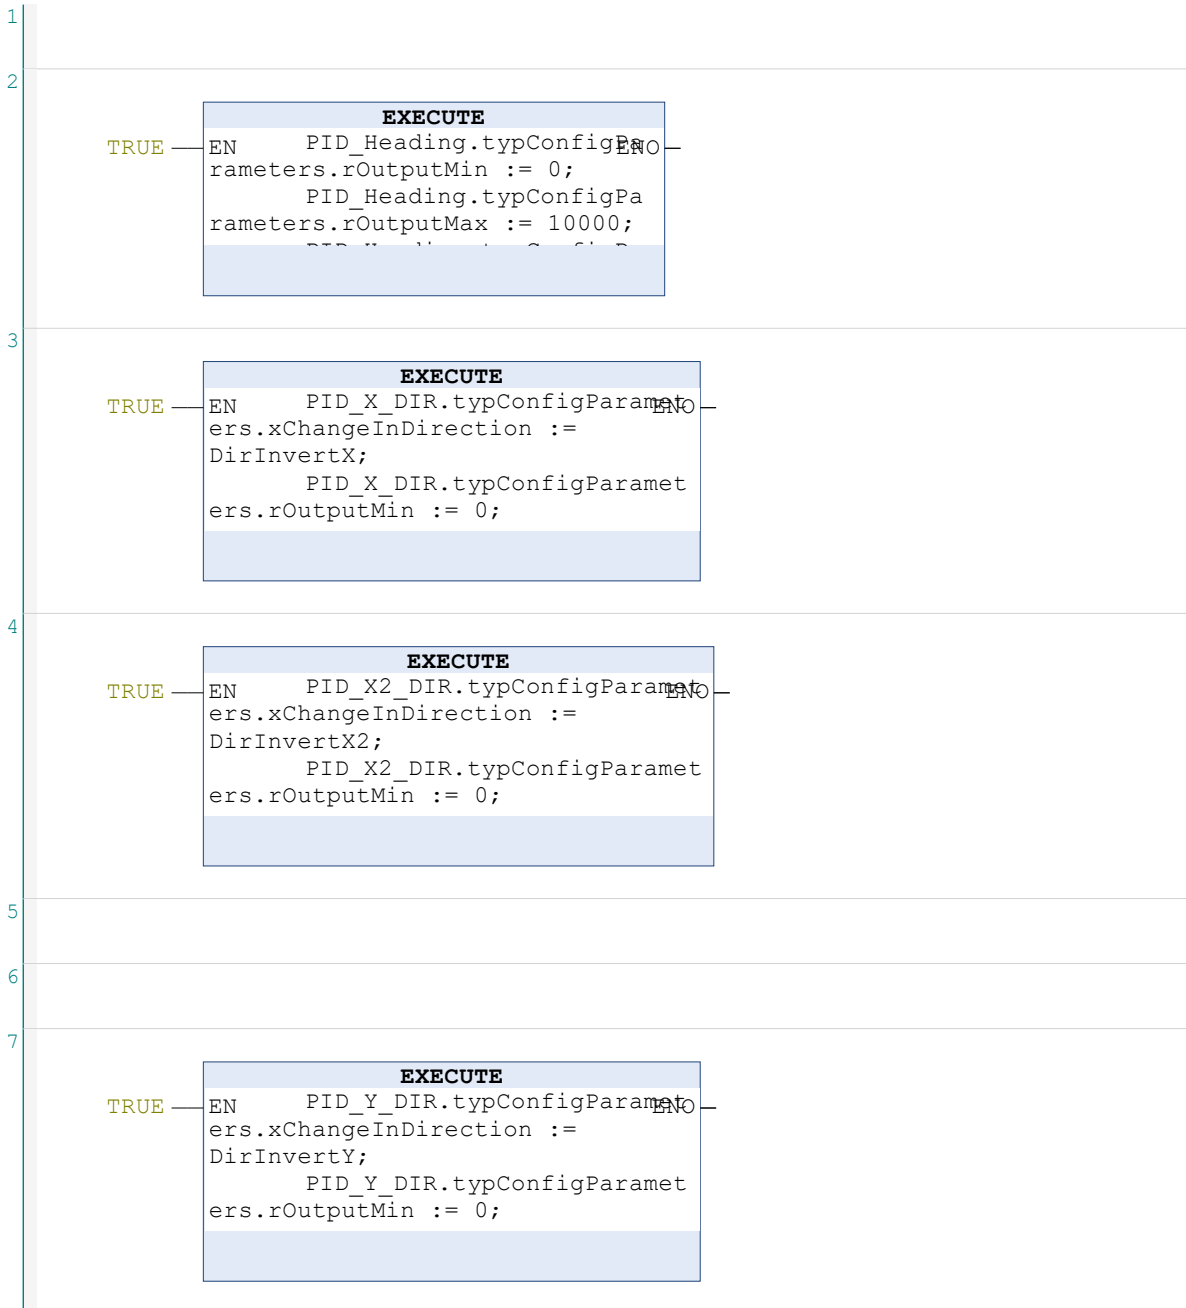 1
2
EXECUTE
TRUE EN PID_Heading.typConfigPa ENO
rameters.rOutputMin := 0;
PID_Heading.typConfigPa
rameters.rOutputMax := 10000;
3
EXECUTE
TRUE EN PID_X_DIR.typConfigParamet ENO
ers.xChangeInDirection :=
DirInvertX;
PID_X_DIR.typConfigParamet
ers.rOutputMin := 0;
4
EXECUTE
TRUE EN PID_X2_DIR.typConfigParamet ENO
ers.xChangeInDirection :=
DirInvertX2;
PID_X2_DIR.typConfigParamet
ers.rOutputMin := 0;
5
6
7
EXECUTE
TRUE EN PID_Y_DIR.typConfigParamet ENO
ers.xChangeInDirection :=
DirInvertY;
PID_Y_DIR.typConfigParamet
ers.rOutputMin := 0;